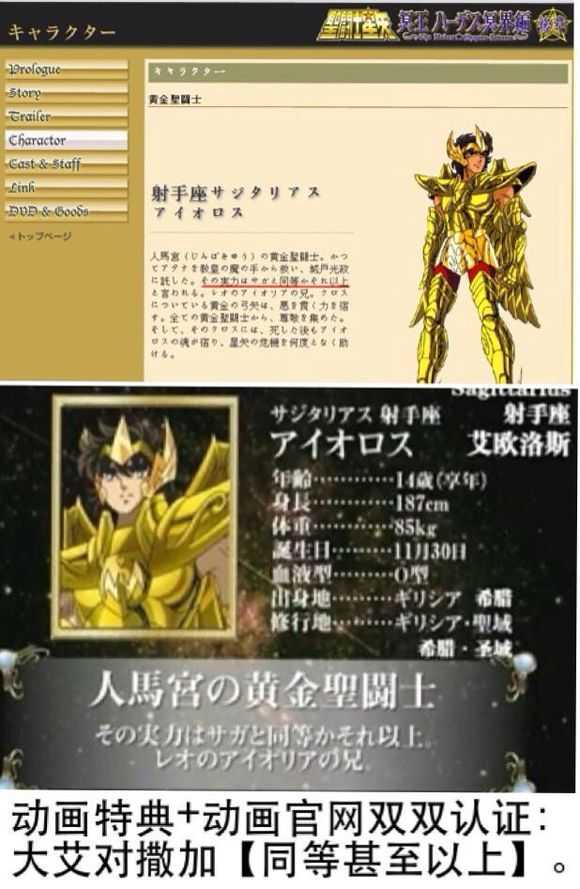 キャラクター
聖闘士星矢 冥王 ハーデス冥界編
Prologue
Story
Trailer
Charactor
Cast & Staff
Link
DVD & Goods
◀トップページ
キャラクター
黄金聖闘士
射手座サジタリアス
アイオロス
人馬宮(じんばきゅう)の黄金聖闘士。かつ
てアテナを教皇の魔の手から救い、城戸光政
に託した。その実力はサガと同等かそれ以上
と言われる。レオのアイオリアの兄。クロス
についている黄金の弓矢は、悪を貫く力を宿
す。全ての黄金聖闘士から、尊敬を集めた。
そして、そのクロスには、死した後もアイオ
ロスの魂が宿り、星矢の危機を何度となく助
ける。
Sagittarius
サジタリアス 射手座 射手座
アイオロス 艾欧洛斯
年齢…………14歳(享年)
身長…………187cm
体重…………85kg
誕生日………11月30日
血液型………O型
出身地………ギリシア 希腊
修行地………ギリシア・聖域
希腊・圣域
人馬宮の黄金聖闘士
その実力はサガと同等かそれ以上。
レオのアイオリアの兄。
动画特典+动画官网双双认证:
大艾对撒加【同等甚至以上】。